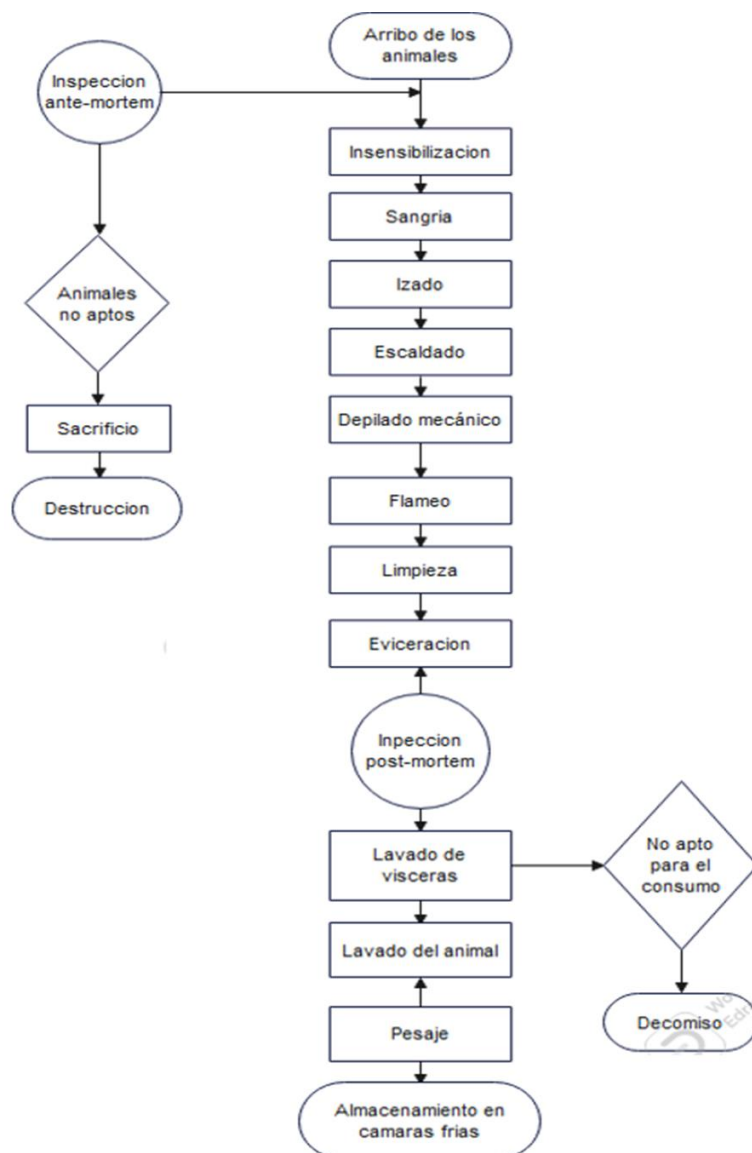 Arribo de los
animales
Inspeccion
ante-mortem
Insensibilizacion
Sangria
Animales
no aptos
Izado
Escaldado
Sacrificio
Depilado mecánico
Destruccion
Flameo
Limpieza
Eviceracion
Inpeccion
post-mortem
Lavado de
visceras
No apto
para el
consumo
Lavado del animal
Pesaje
Decomiso
Almacenamiento en
camaras frias